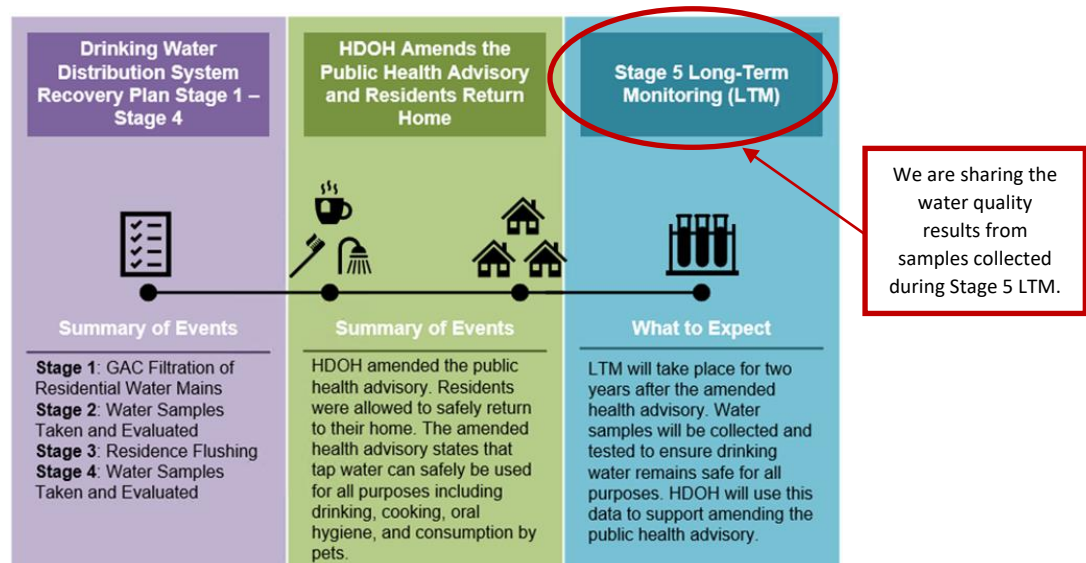 Drinking Water
Distribution System
Recovery Plan Stage 1 –
Stage 4
Summary of Events
Stage 1: GAC Filtration of
Residential Water Mains
Stage 2: Water Samples
Taken and Evaluated
Stage 3: Residence Flushing
Stage 4: Water Samples
Taken and Evaluated
HDOH Amends the
Public Health Advisory
and Residents Return
Home
Summary of Events
HDOH amended the public
health advisory. Residents
were allowed to safely return
to their home. The amended
health advisory states that
tap water can safely be used
for all purposes including
drinking, cooking, oral
hygiene, and consumption by
pets.
Stage 5 Long-Term
Monitoring (LTM)
What to Expect
LTM will take place for two
years after the amended
health advisory. Water
samples will be collected and
tested to ensure drinking
water remains safe for all
purposes. HDOH will use this
data to support amending the
public health advisory.
We are sharing the
water quality
results from
samples collected
during Stage 5 LTM.